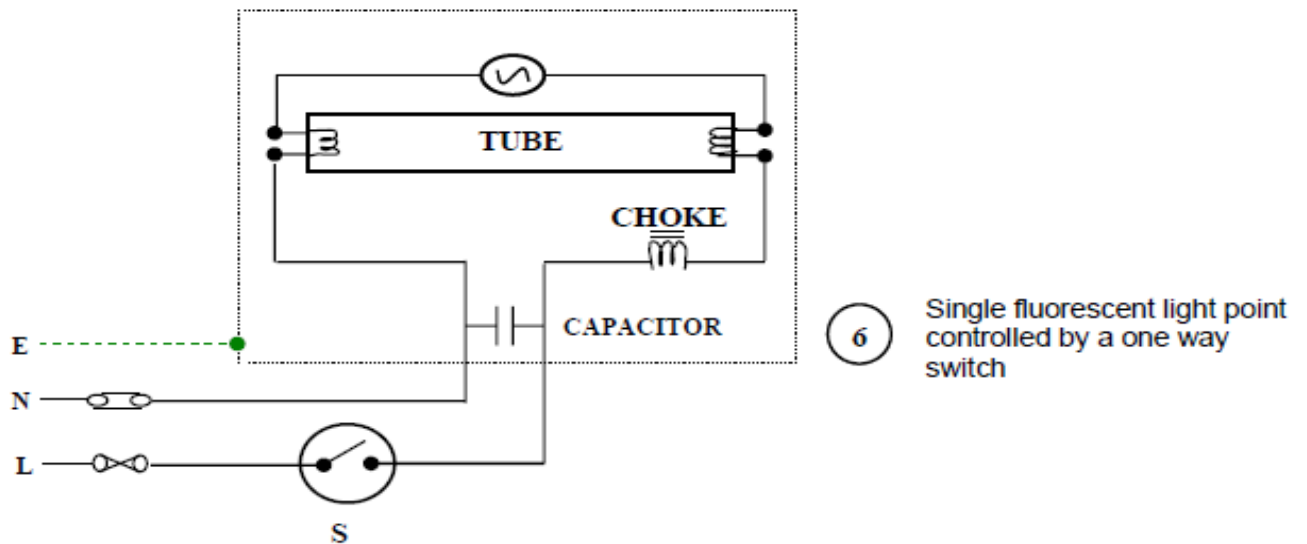 TUBE
CHOKE
CAPACITOR
E
N
L
S
6
Single fluorescent light point
controlled by a one way
switch